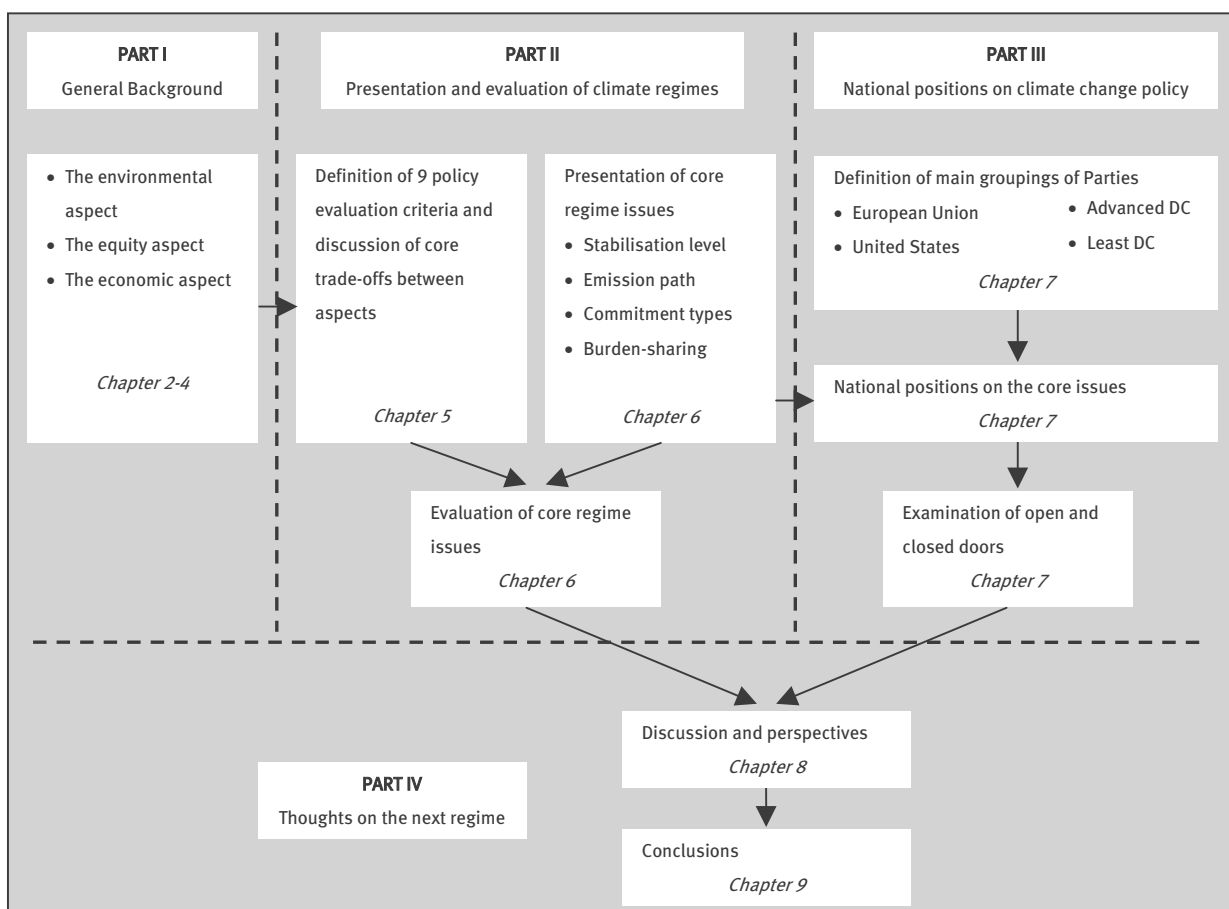 PART I
General Background
PART II
Presentation and evaluation of climate regimes
PART III
National positions on climate change policy
• The environmental
aspect
• The equity aspect
• The economic aspect
Chapter 2-4
Definition of 9 policy
evaluation criteria and
discussion of core
trade-offs between
aspects
Chapter 5
Presentation of core
regime issues
• Stabilisation level
• Emission path
• Commitment types
• Burden-sharing
Chapter 6
Definition of main groupings of Parties
• European Union
• United States
• Advanced DC
• Least DC
Chapter 7
National positions on the core issues
Chapter 7
Evaluation of core regime
issues
Chapter 6
Examination of open and
closed doors
Chapter 7
PART IV
Thoughts on the next regime
Discussion and perspectives
Chapter 8
Conclusions
Chapter 9